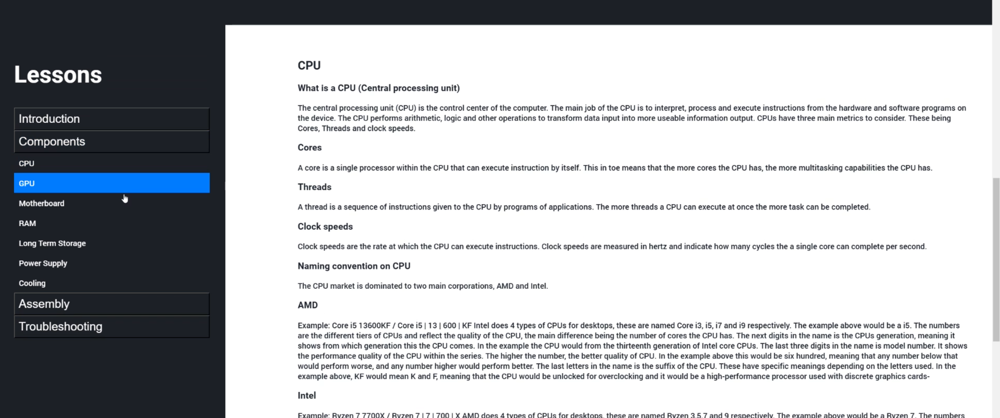 Lessons
Introduction
Components
CPU
GPU
Motherboard
RAM
Long Term Storage
Power Supply
Cooling
Assembly
Troubleshooting
CPU
What is a CPU (Central processing unit)
The central processing unit (CPU) is the control center of the computer. The main job of the CPU is to interpret, process and execute instructions from the hardware and software programs on
the device. The CPU performs arithmetic, logic and other operations to transform data input into more useable information output. CPUs have three main metrics to consider. These being
Cores, Threads and clock speeds.
Cores
A core is a single processor within the CPU that can execute instruction by itself. This in toe means that the more cores the CPU has, the more multitasking capabilities the CPU has.
Threads
A thread is a sequence of instructions given to the CPU by programs of applications. The more threads a CPU can execute at once the more task can be completed.
Clock speeds
Clock speeds are the rate at which the CPU can execute instructions. Clock speeds are measured in hertz and indicate how many cycles the a single core can complete per second.
Naming convention on CPU
The CPU market is dominated to two main corporations, AMD and Intel.
AMD
Example: Core i5 13600KF / Core i5 | 13 | 600 | KF Intel does 4 types of CPUs for desktops, these are named Core i3, i5, i7 and i9 respectively. The example above would be a i5. The numbers
are the different tiers of CPUs and reflect the quality of the CPU, the main difference being the number of cores the CPU has. The next digits in the name is the CPUs generation, meaning it
shows from which generation this the CPU comes. In the example the CPU would from the thirteenth generation of Intel core CPUs. The last three digits in the name is model number. It shows
the performance quality of the CPU within the series. The higher the number, the better quality of CPU. In the example above this would be six hundred, meaning that any number below that
would perform worse, and any number higher would perform better. The last letters in the name is the suffix of the CPU. These have specific meanings depending on the letters used. In the
example above, KF would mean K and F, meaning that the CPU would be unlocked for overclocking and it would be a high-performance processor used with discrete graphics cards-
Intel
Example: Ryzen 7 7700X / Ryzen 7 | 7 | 700 | X AMD does 4 types of CPUs for desktops, these are named Ryzen 3,5,7 and 9 respectively. The example above would be a Ryzen 7. The numbers